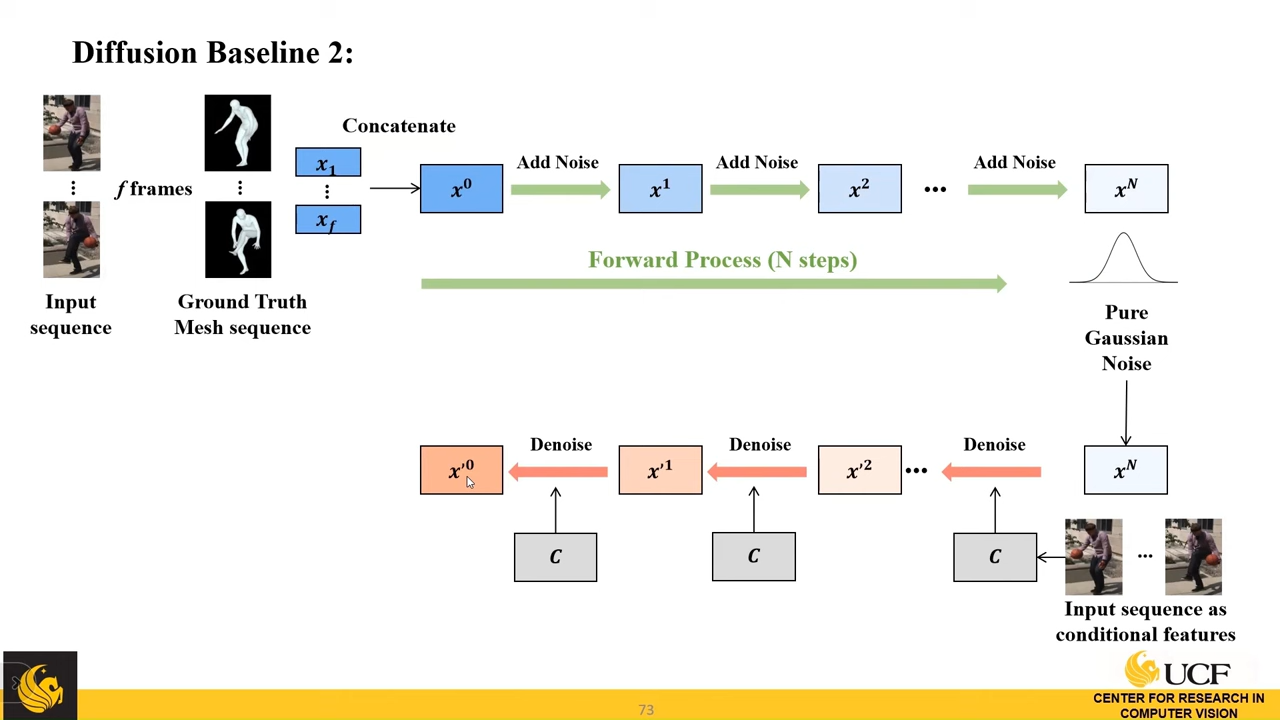 Diffusion Baseline 2:
f frames
Input
sequence
Ground Truth
Mesh sequence
x₁
⋮
x_f
Concatenate
x⁰
Add Noise
x¹
Add Noise
x²
...
Add Noise
xᴺ
Forward Process (N steps)
Pure
Gaussian
Noise
x′⁰
Denoise
x′¹
Denoise
x′²
...
Denoise
xᴺ
C
C
C
...
Input sequence as
conditional features
UCF
CENTER FOR RESEARCH IN
COMPUTER VISION
73